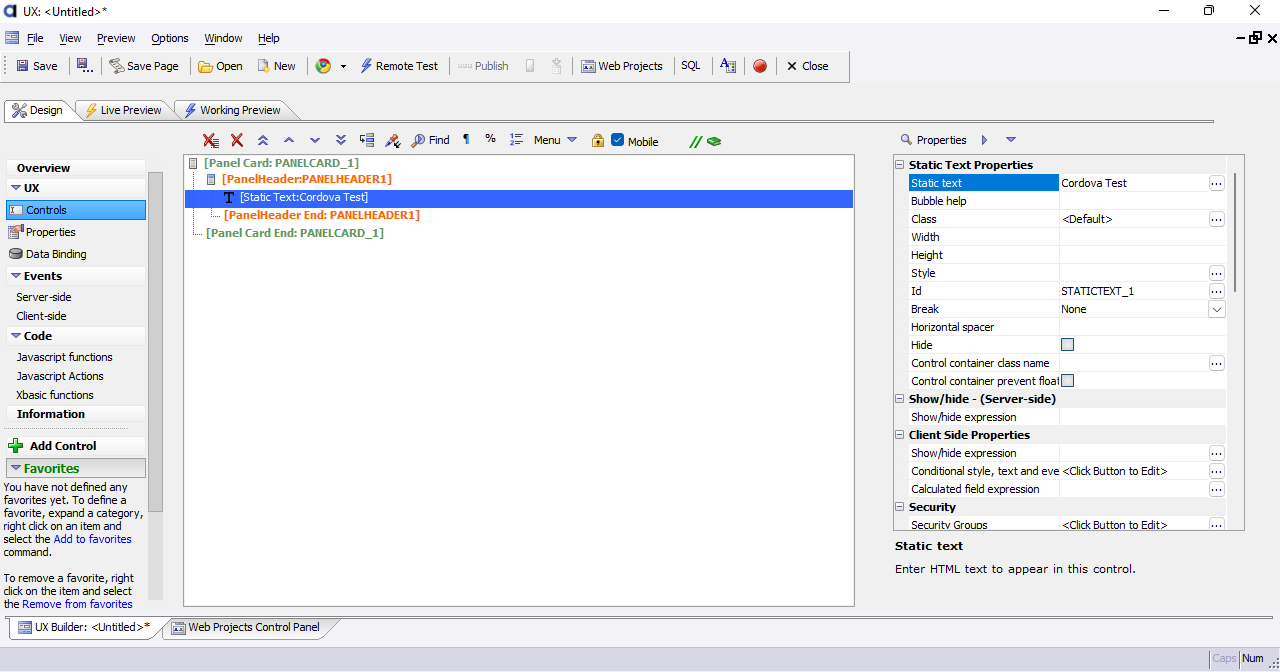 UX: <Untitled>*
File View Preview Options Window Help
Save ... Save Page Open New Remote Test Publish Web Projects SQL Close
Design Live Preview Working Preview
Find ¶ % Menu Mobile // Properties
Overview
UX
Controls
Properties
Data Binding
Events
Server-side
Client-side
Code
Javascript functions
Javascript Actions
Xbasic functions
Information
Add Control
Favorites
You have not defined any
favorites yet. To define a
favorite, expand a category,
right click on an item and
select the Add to favorites
command.
To remove a favorite, right
click on the item and select
the Remove from favorites
[Panel Card: PANELCARD_1]
[PanelHeader:PANELHEADER1]
T [Static Text:Cordova Test]
[PanelHeader End: PANELHEADER1]
[Panel Card End: PANELCARD_1]
Static Text Properties
Static text Cordova Test ...
Bubble help
Class <Default> ...
Width
Height
Style ...
Id STATICTEXT_1 ...
Break None
Horizontal spacer
Hide
Control container class name ...
Control container prevent float
Show/hide - (Server-side)
Show/hide expression
Client Side Properties
Show/hide expression ...
Conditional style, text and eve <Click Button to Edit> ...
Calculated field expression ...
Security
Security Groups <Click Button to Edit> ...
Static text
Enter HTML text to appear in this control.
UX Builder: <Untitled>* Web Projects Control Panel
Caps Num